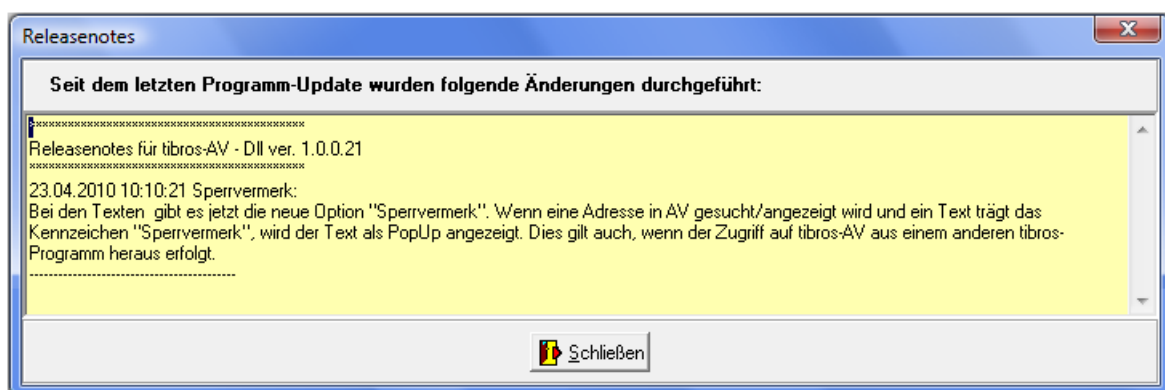 Releasenotes
Seit dem letzten Programm-Update wurden folgende Änderungen durchgeführt:
Releasenotes für tibros-AV - Dll ver. 1.0.0.21
23.04.2010 10:10:21 Sperrvermerk:
Bei den Texten  gibt es jetzt die neue Option "Sperrvermerk". Wenn eine Adresse in AV gesucht/angezeigt wird und ein Text trägt das
Kennzeichen "Sperrvermerk", wird der Text als PopUp angezeigt. Dies gilt auch, wenn der Zugriff auf tibros-AV aus einem anderen tibros-
Programm heraus erfolgt.
Schließen